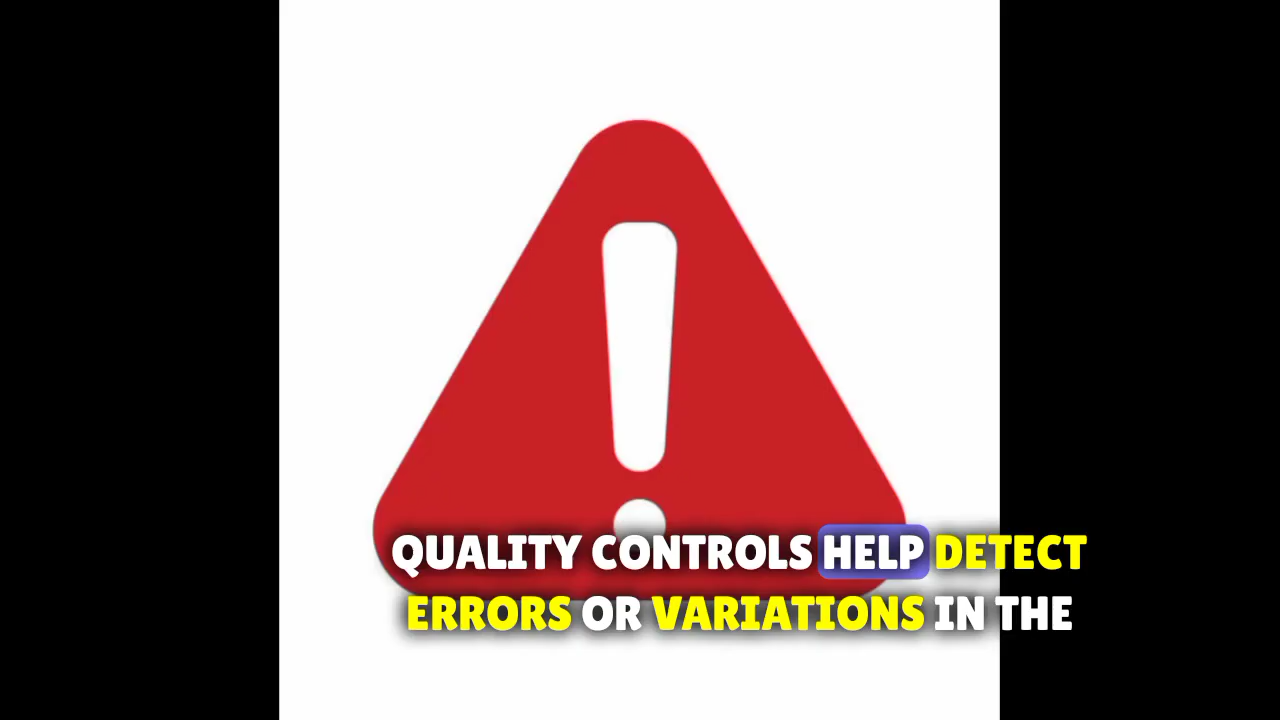 QUALITY CONTROLS HELP DETECT
ERRORS OR VARIATIONS IN THE